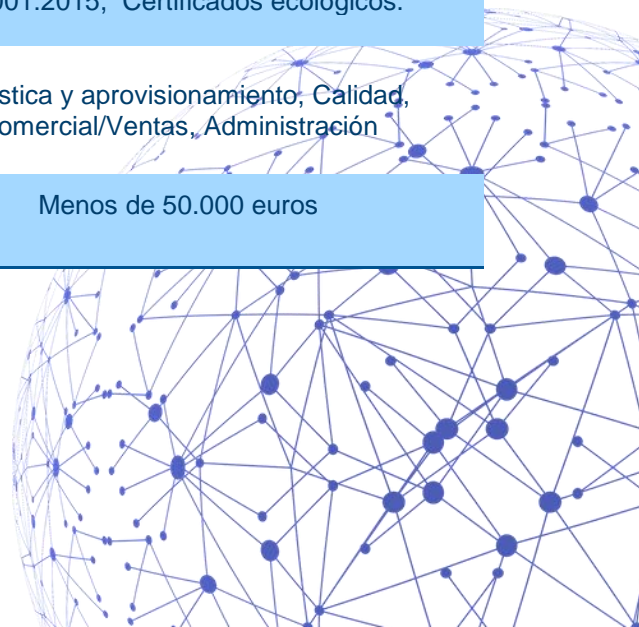 001:2015, Certificados ecológicos.
stica y aprovisionamiento, Calidad,
omercial/Ventas, Administración
Menos de 50.000 euros